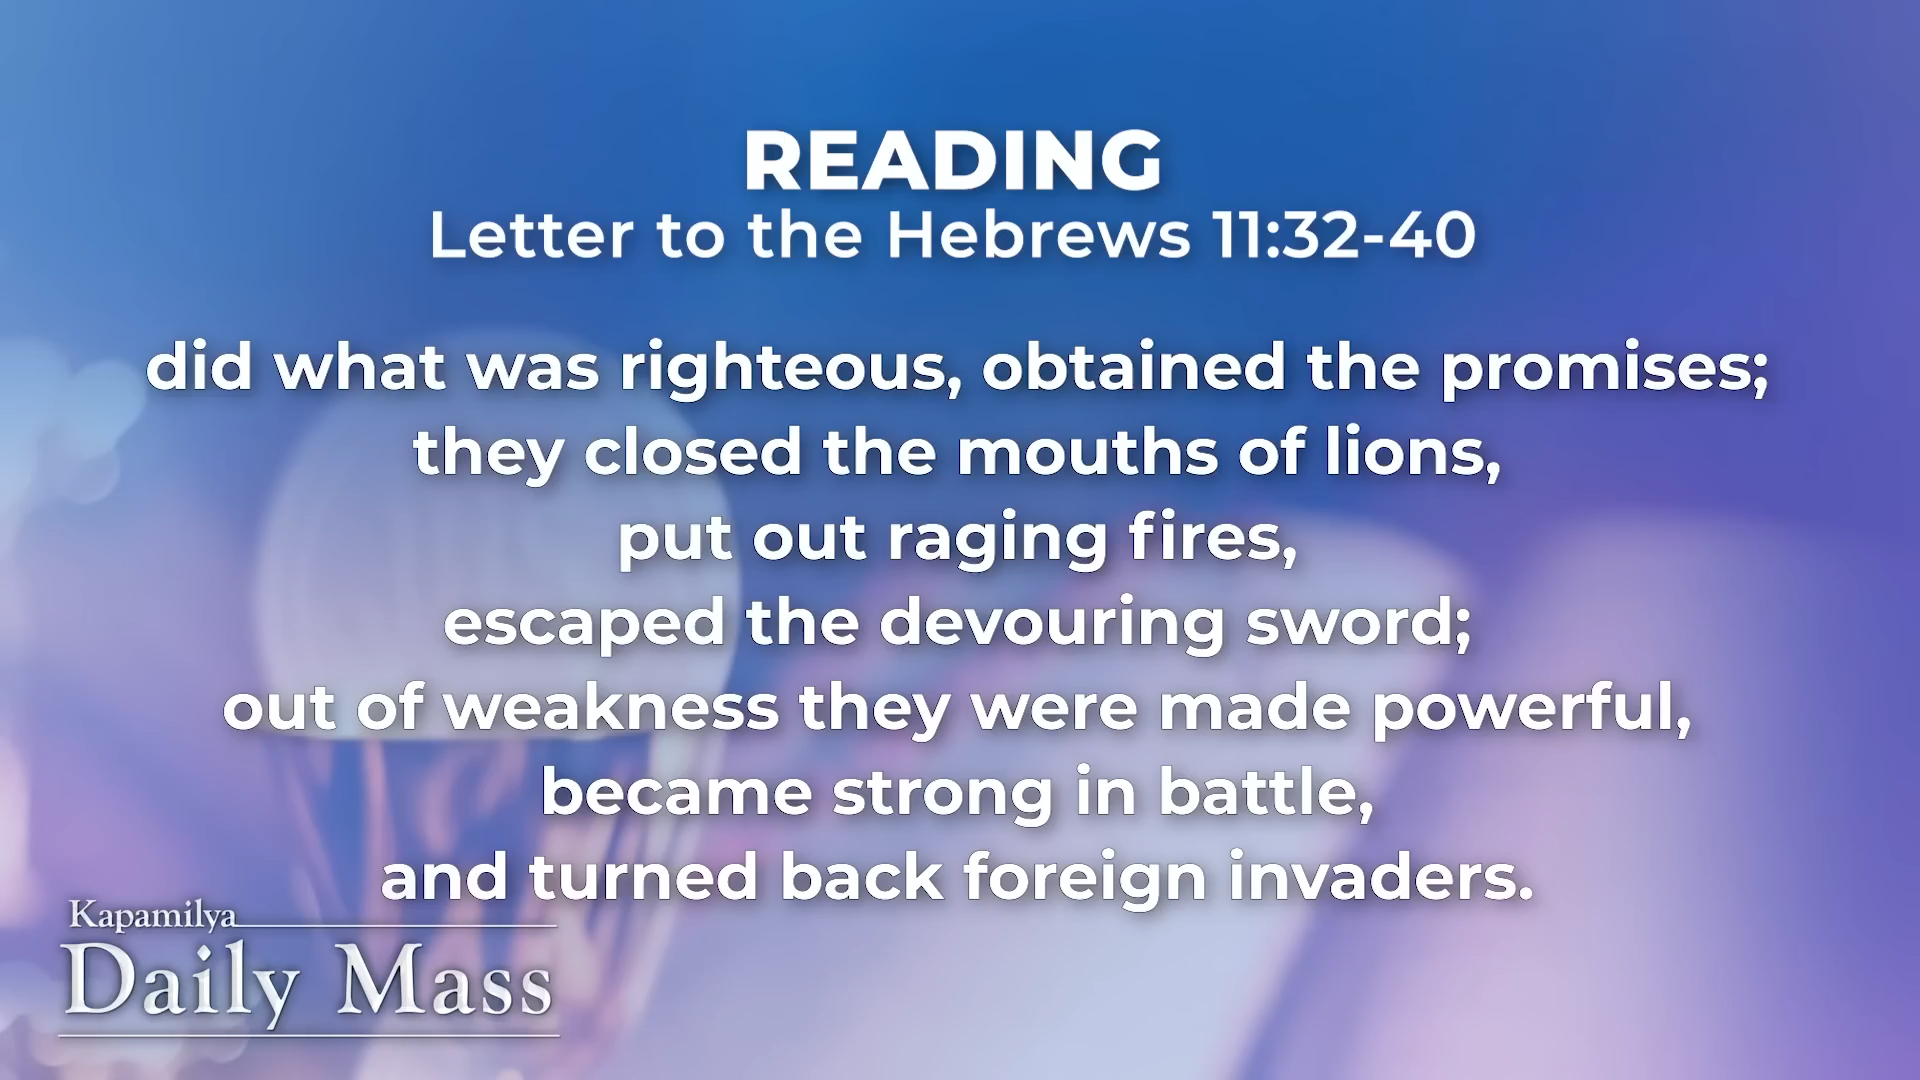 READING
Letter to the Hebrews 11:32-40
did what was righteous, obtained the promises;
they closed the mouths of lions,
put out raging fires,
escaped the devouring sword;
out of weakness they were made powerful,
became strong in battle,
and turned back foreign invaders.
Kapamilya
Daily Mass